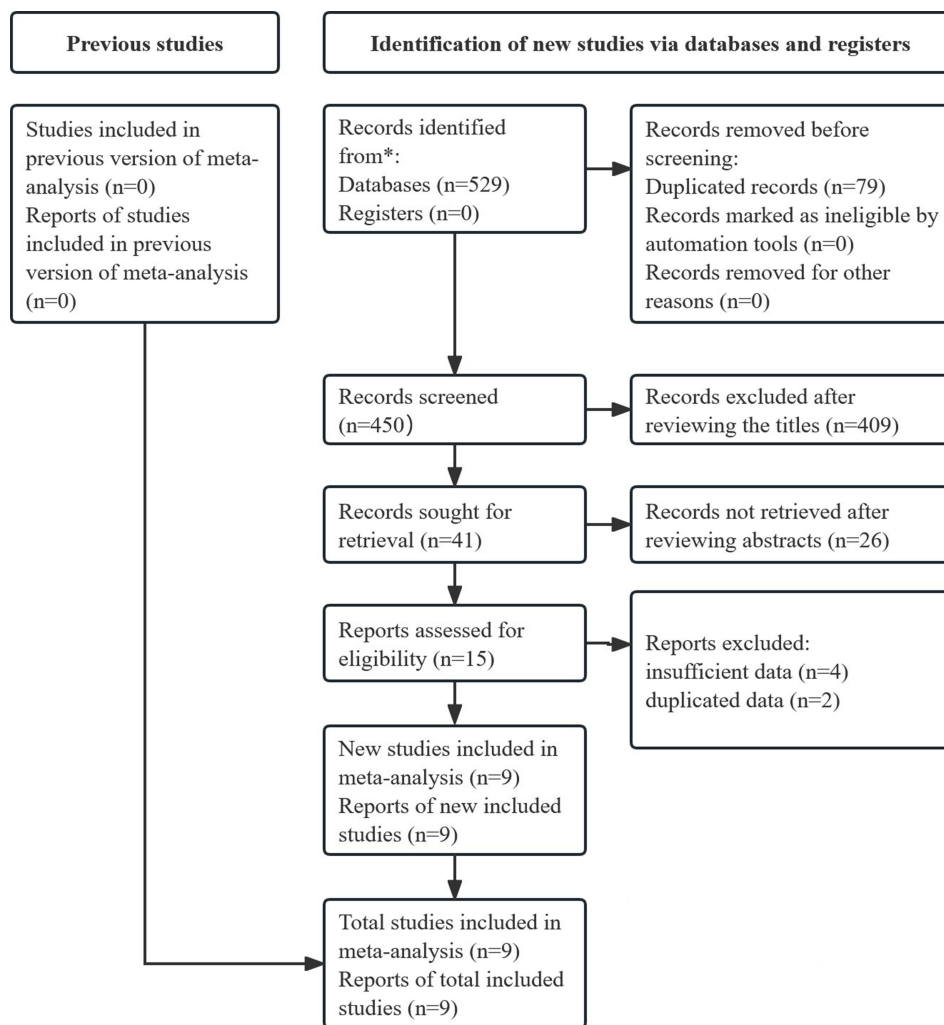 Previous studies
Identification of new studies via databases and registers
Studies included in
previous version of meta-
analysis (n=0)
Reports of studies
included in previous
version of meta-analysis
(n=0)
Records identified
from*:
Databases (n=529)
Registers (n=0)
Records removed before
screening:
Duplicated records (n=79)
Records marked as ineligible by
automation tools (n=0)
Records removed for other
reasons (n=0)
Records screened
(n=450)
Records excluded after
reviewing the titles (n=409)
Records sought for
retrieval (n=41)
Records not retrieved after
reviewing abstracts (n=26)
Reports assessed for
eligibility (n=15)
Reports excluded:
insufficient data (n=4)
duplicated data (n=2)
New studies included in
meta-analysis (n=9)
Reports of new included
studies (n=9)
Total studies included in
meta-analysis (n=9)
Reports of total included
studies (n=9)